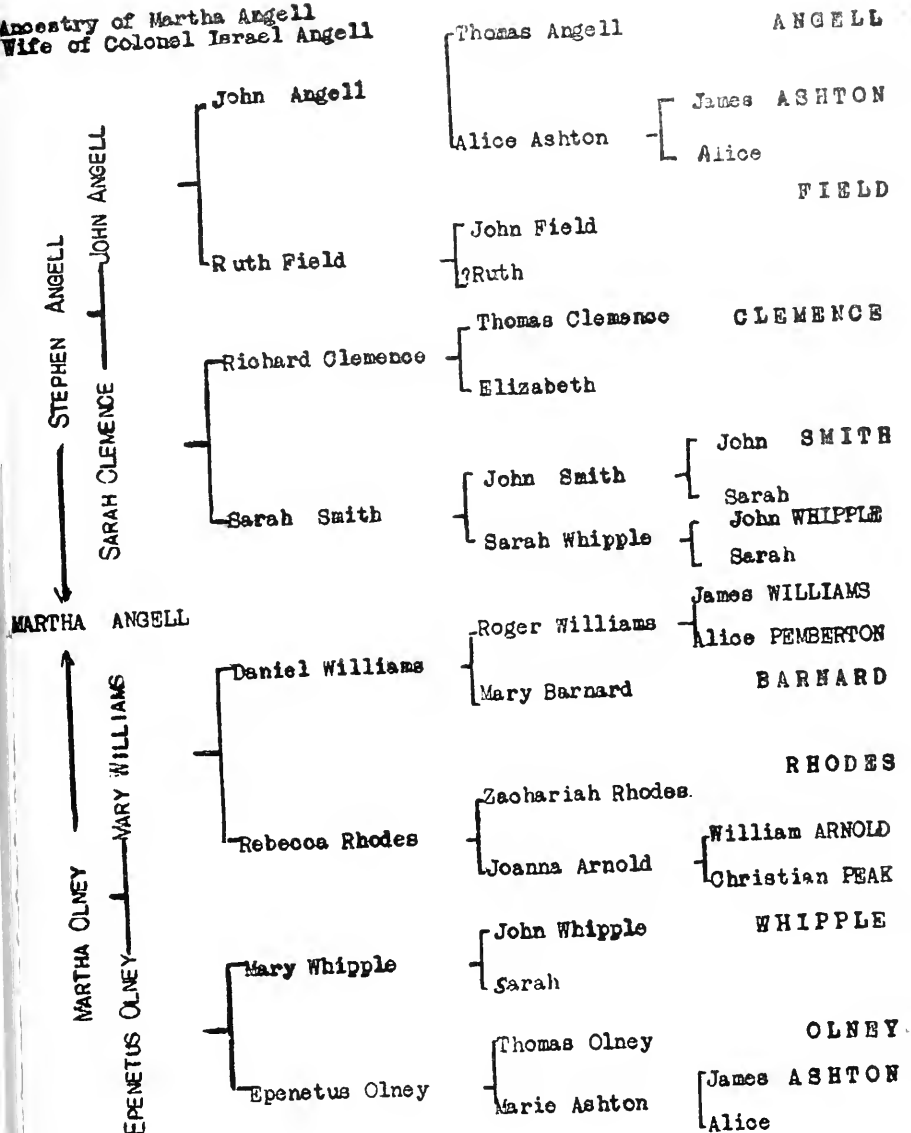 Ancestry of Martha Angell
Wife of Colonel Israel Angell
Thomas Angell ANGELL
John Angell
James ASHTON
Alice Ashton
Alice
FIELD
JOHN ANGELL
John Field
Ruth Field
?Ruth
STEPHEN ANGELL
Thomas Clemence CLEMENCE
Richard Clemence
Elizabeth
SARAH CLEMENCE
John SMITH
John Smith
Sarah
Sarah Smith
John WHIPPLE
Sarah Whipple
Sarah
MARTHA ANGELL
James WILLIAMS
Roger Williams
Alice PEMBERTON
Daniel Williams
Mary Barnard BARNARD
MARY WILLIAMS
RHODES
Zachariah Rhodes.
William ARNOLD
Rebecca Rhodes
Joanna Arnold
Christian PEAK
MARTHA OLNEY
WHIPPLE
John Whipple
Mary Whipple
Sarah
EPENETUS OLNEY
OLNEY
Thomas Olney
James ASHTON
Epenetus Olney
Marie Ashton
Alice